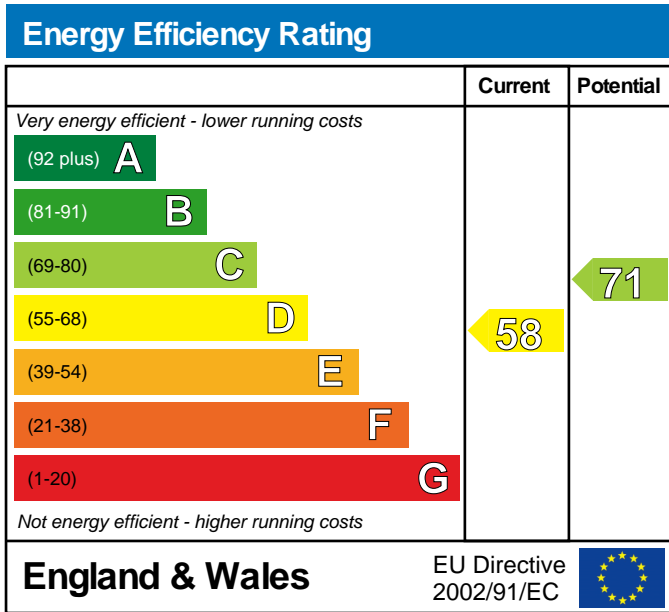 Energy Efficiency Rating
Current Potential
Very energy efficient - lower running costs
(92 plus) A
(81-91) B
(69-80) C
71
(55-68) D
58
(39-54) E
(21-38) F
(1-20) G
Not energy efficient - higher running costs
England & Wales
EU Directive
2002/91/EC